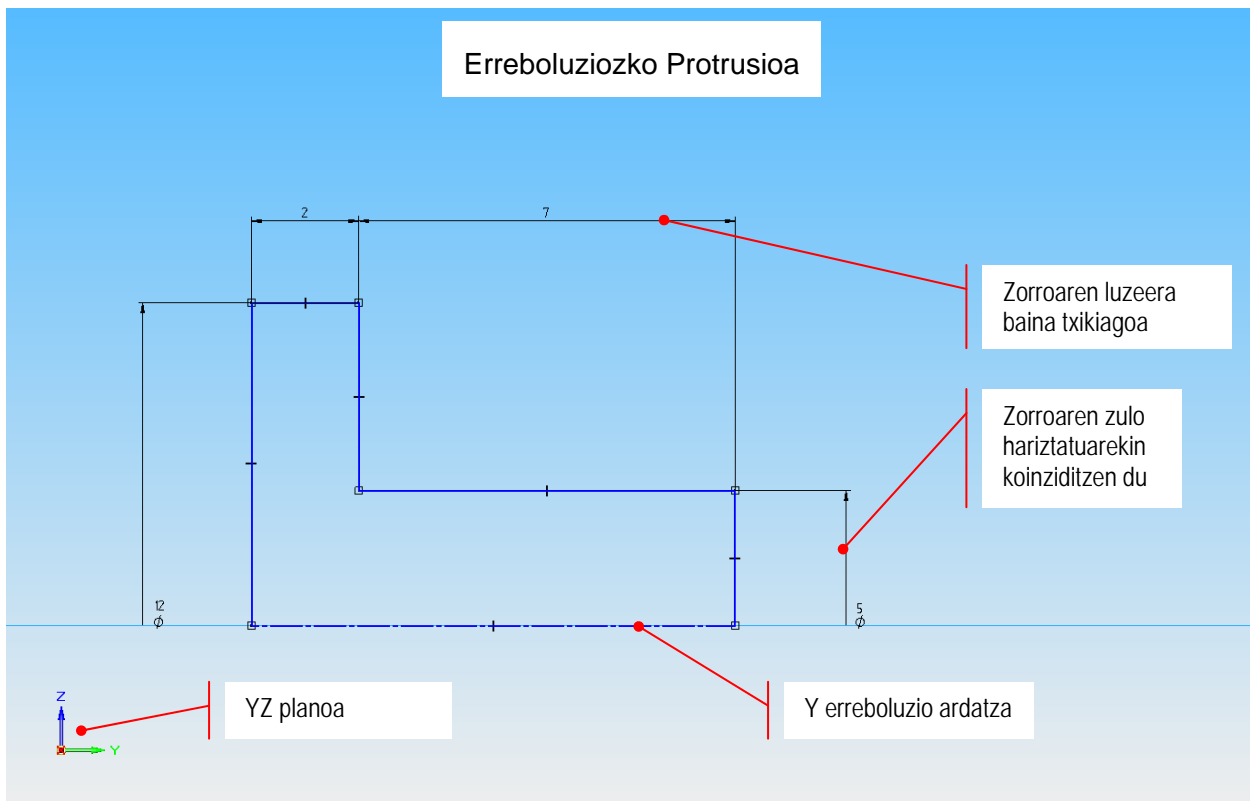 Erreboluziozko Protrusioa
2
7
Zorroaren luzeera
baina txikiagoa
Zorroaren zulo
hariztatuarekin
koinziditzen du
12
Ø
5
Ø
Z
Y
YZ planoa
Y erreboluzio ardatza